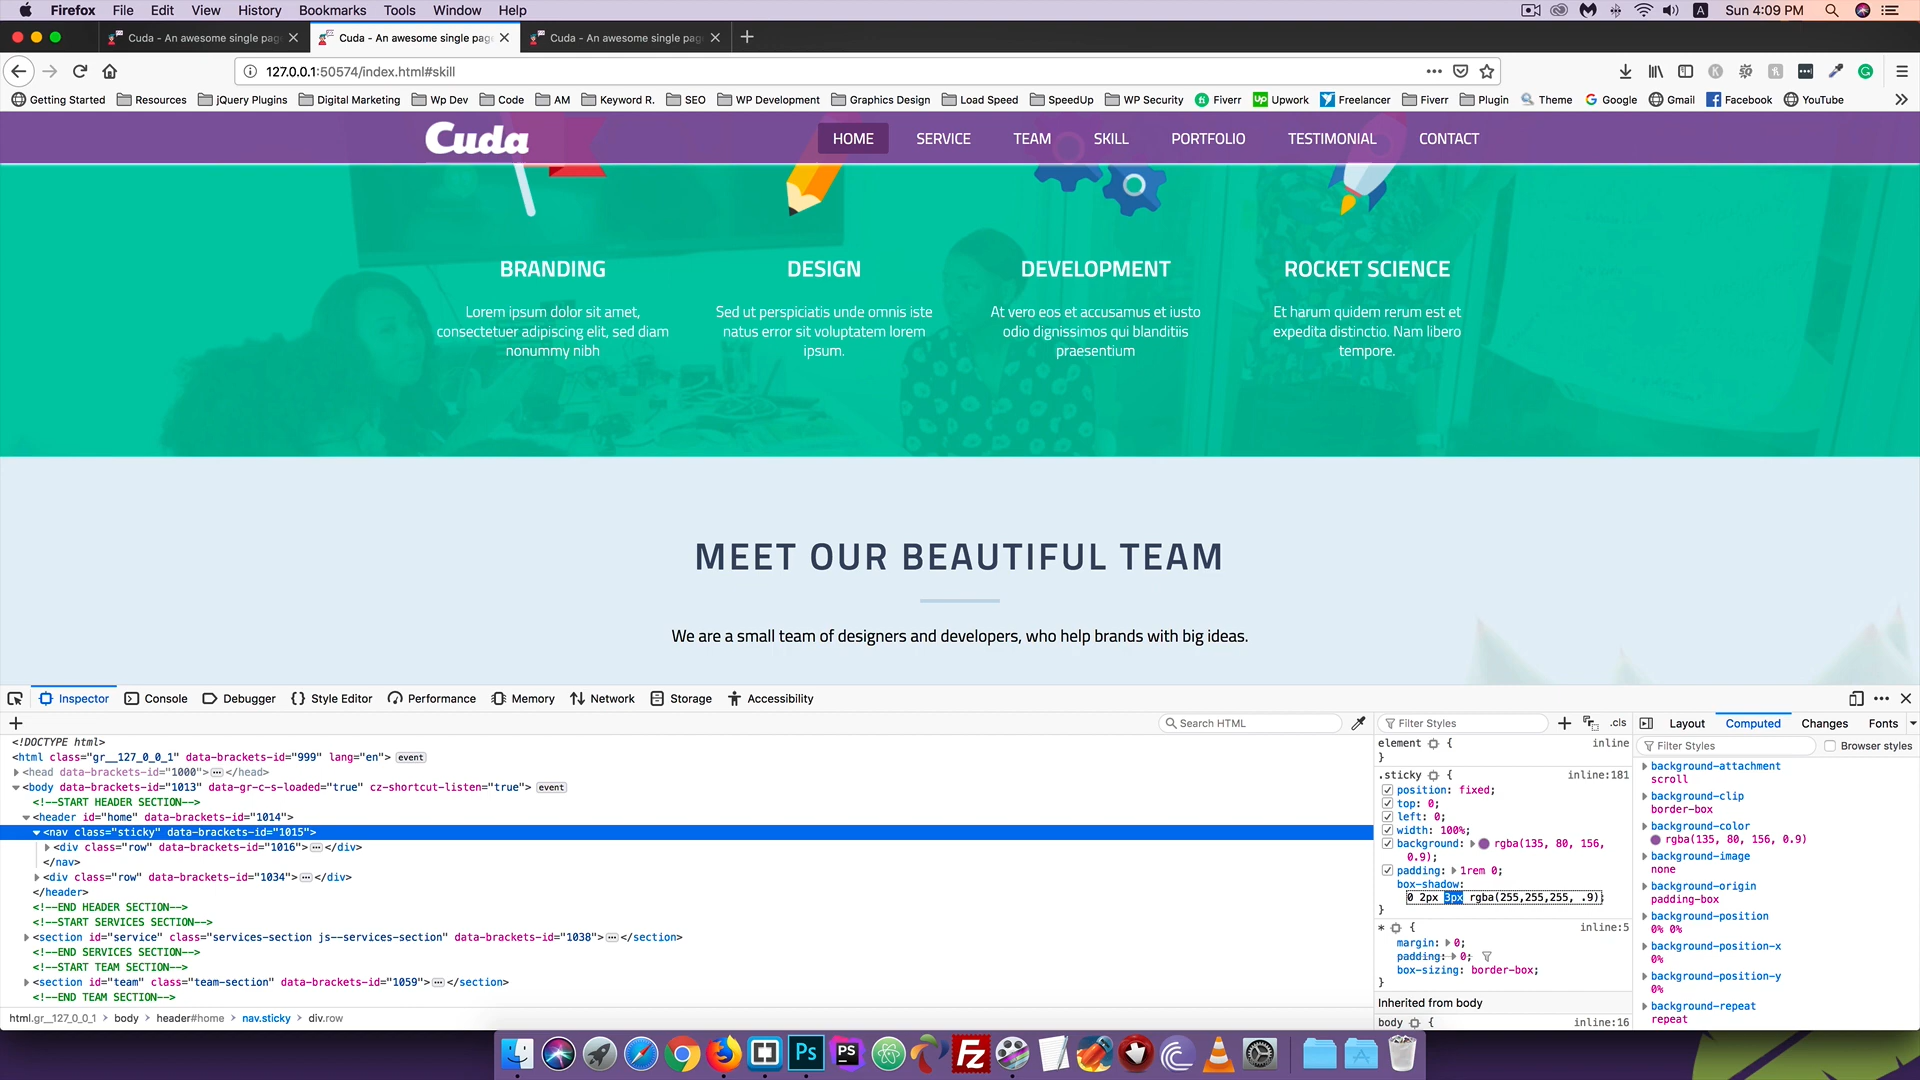 Firefox File Edit View History Bookmarks Tools Window Help
A Sun 4:09 PM
Cuda - An awesome single pag
Cuda - An awesome single pag
Cuda - An awesome single pag
127.0.0.1:50574/index.html#skill
Getting Started Resources jQuery Plugins Digital Marketing Wp Dev Code AM Keyword R. SEO WP Development Graphics Design Load Speed SpeedUp WP Security Fiverr Upwork Freelancer Fiverr Plugin Theme Google Gmail Facebook YouTube
Cuda
HOME SERVICE TEAM SKILL PORTFOLIO TESTIMONIAL CONTACT
BRANDING
Lorem ipsum dolor sit amet,
consectetuer adipiscing elit, sed diam
nonummy nibh
DESIGN
Sed ut perspiciatis unde omnis iste
natus error sit voluptatem lorem
ipsum.
DEVELOPMENT
At vero eos et accusamus et iusto
odio dignissimos qui blanditiis
praesentium
ROCKET SCIENCE
Et harum quidem rerum est et
expedita distinctio. Nam libero
tempore.
MEET OUR BEAUTIFUL TEAM
We are a small team of designers and developers, who help brands with big ideas.
Inspector Console Debugger Style Editor Performance Memory Network Storage Accessibility
Search HTML
<!DOCTYPE html>
<html class="gr__127_0_0_1" data-brackets-id="999" lang="en"> event
<head data-brackets-id="1000"> </head>
<body data-brackets-id="1013" data-gr-c-s-loaded="true" cz-shortcut-listen="true"> event
<!--START HEADER SECTION-->
<header id="home" data-brackets-id="1014">
<nav class="sticky" data-brackets-id="1015">
<div class="row" data-brackets-id="1016"> </div>
</nav>
<div class="row" data-brackets-id="1034"> </div>
</header>
<!--END HEADER SECTION-->
<!--START SERVICES SECTION-->
<section id="service" class="services-section js--services-section" data-brackets-id="1038"> </section>
<!--END SERVICES SECTION-->
<!--START TEAM SECTION-->
<section id="team" class="team-section" data-brackets-id="1059"> </section>
<!--END TEAM SECTION-->
html.gr__127_0_0_1 > body > header#home > nav.sticky > div.row
Filter Styles + .cls
element { inline
}
.sticky { inline:181
position: fixed;
top: 0;
left: 0;
width: 100%;
background: rgba(135, 80, 156,
0.9);
padding: 1rem 0;
box-shadow:
0 2px 3px rgba(255,255,255, .9);
}
* { inline:5
margin: 0;
padding: 0;
box-sizing: border-box;
}
Inherited from body
body { inline:16
Layout Computed Changes Fonts
Filter Styles Browser styles
background-attachment
scroll
background-clip
border-box
background-color
rgba(135, 80, 156, 0.9)
background-image
none
background-origin
padding-box
background-position
0% 0%
background-position-x
0%
background-position-y
0%
background-repeat
repeat
Ps
PS
FZ